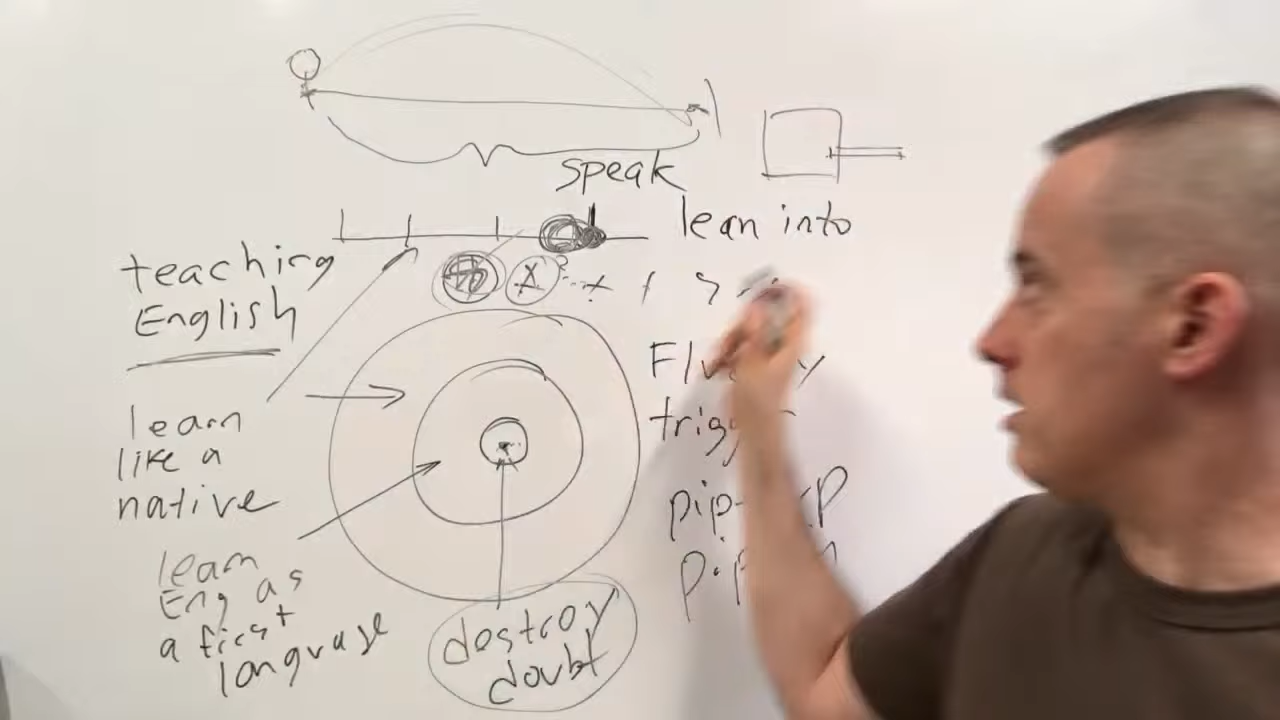 speak
lean into
teaching
English
learn
like a
native
learn
Eng as
a first
language
destroy
doubt